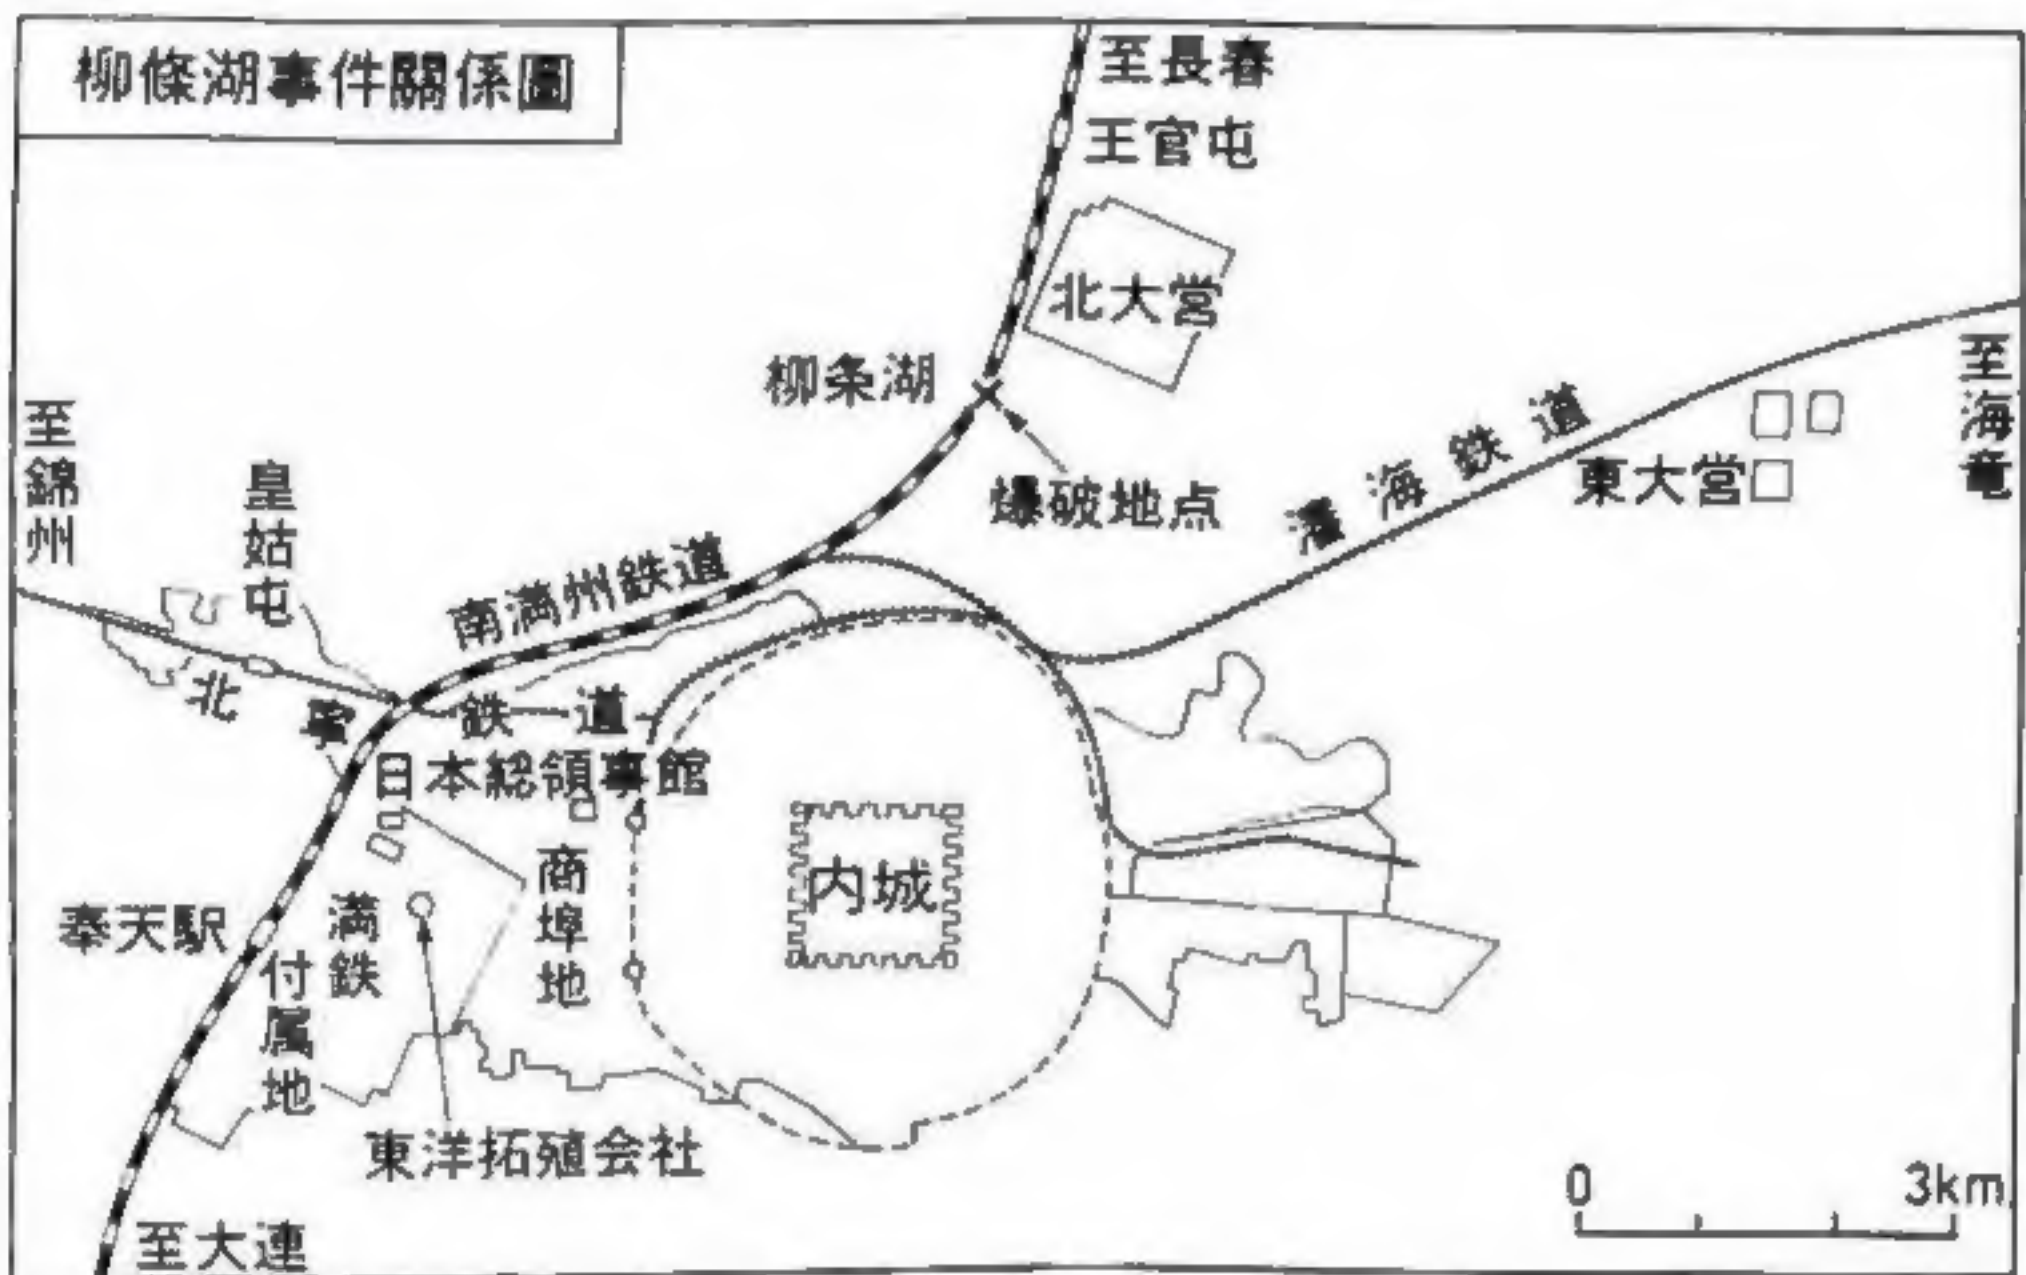 柳條湖事件關係圖
至長春
王官屯
北大営
柳条湖
爆破地点
瀋海鉄道
東大営
至海竜
至錦州
皇姑屯
南満州鉄道
北寧鉄道
日本総領事館
内城
商埠地
奉天駅
満鉄
付属地
東洋拓殖会社
至大連
0 3km